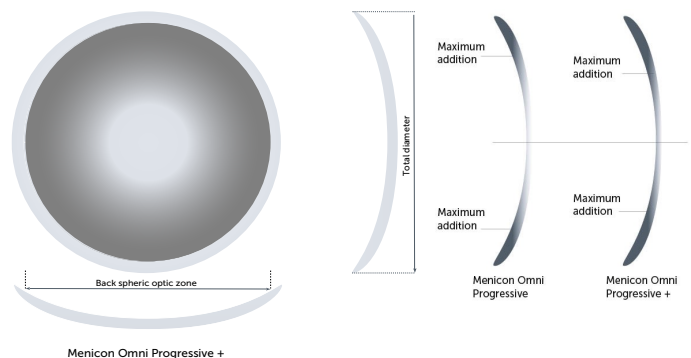 Maximum
addition
Maximum
addition
Total diameter
Maximum
addition
Maximum
addition
Back spheric optic zone
Menicon Omni
Progressive
Menicon Omni
Progressive +
Menicon Omni Progressive +